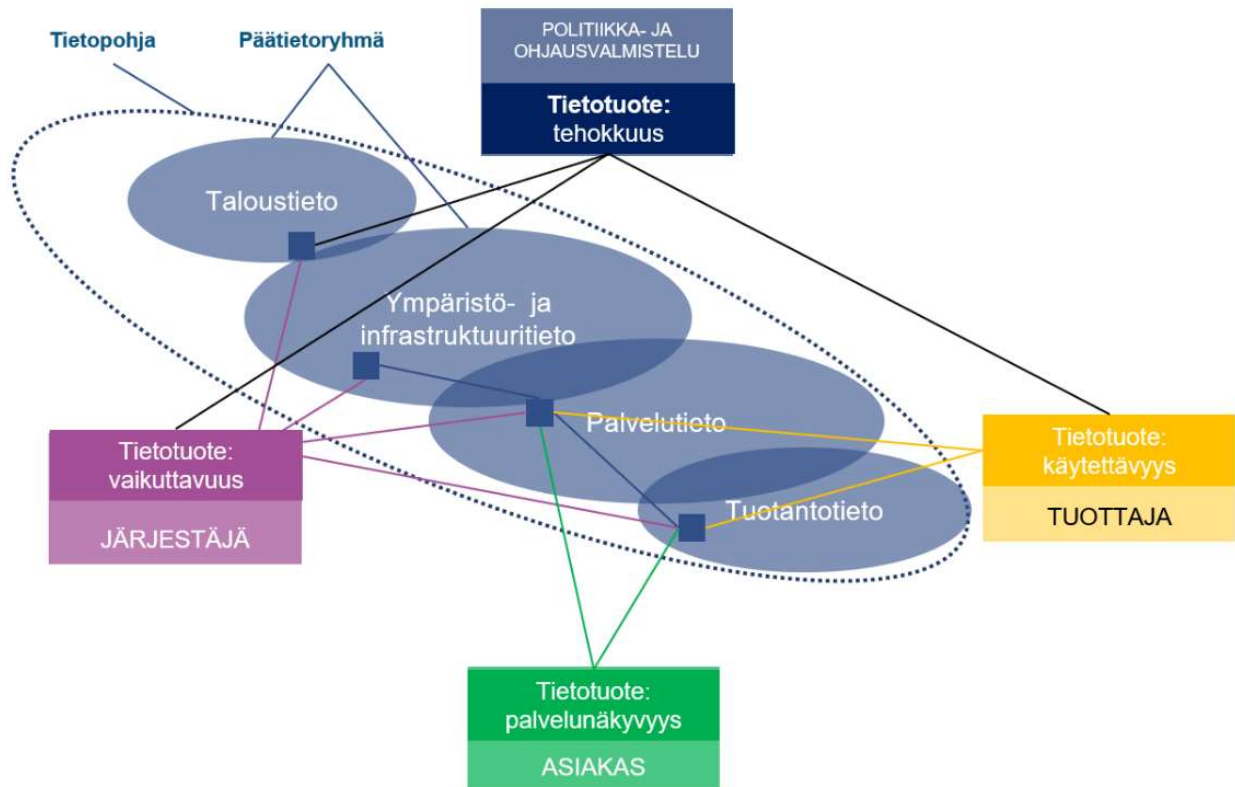 Tietopohja
Päätietoryhmä
POLITIIKKA- JA
OHJAUSVALMISTELU
Tietotuote:
tehokkuus
Taloustieto
Ympäristö- ja
infrastruktuuritieto
Palvelutieto
Tuotantotieto
Tietotuote:
vaikuttavuus
JÄRJESTÄJÄ
Tietotuote:
käytettävyys
TUOTTAJA
Tietotuote:
palvelunäkyvyys
ASIAKAS